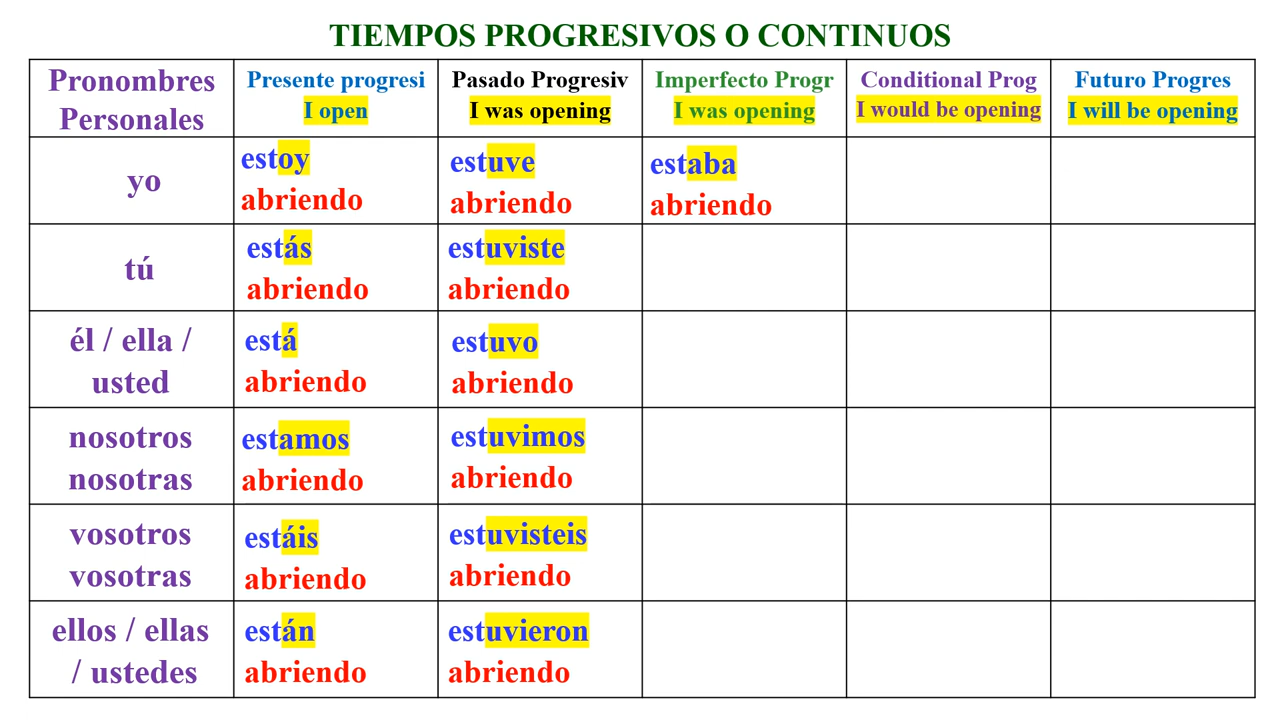 TIEMPOS PROGRESIVOS O CONTINUOS
Pronombres
Personales
Presente progresi
I open
Pasado Progresiv
I was opening
Imperfecto Progr
I was opening
Conditional Prog
I would be opening
Futuro Progres
I will be opening
yo
estoy
abriendo
estuve
abriendo
estaba
abriendo
tú
estás
abriendo
estuviste
abriendo
él / ella /
usted
está
abriendo
estuvo
abriendo
nosotros
nosotras
estamos
abriendo
estuvimos
abriendo
vosotros
vosotras
estáis
abriendo
estuvisteis
abriendo
ellos / ellas
/ ustedes
están
abriendo
estuvieron
abriendo